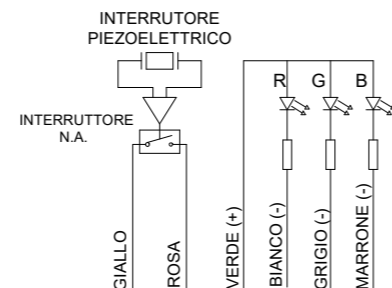 INTERRUTORE
PIEZOELETTRICO
R G B
INTERRUTTORE
N.A.
GIALLO
ROSA
VERDE (+)
BIANCO (-)
GRIGIO (-)
MARRONE (-)